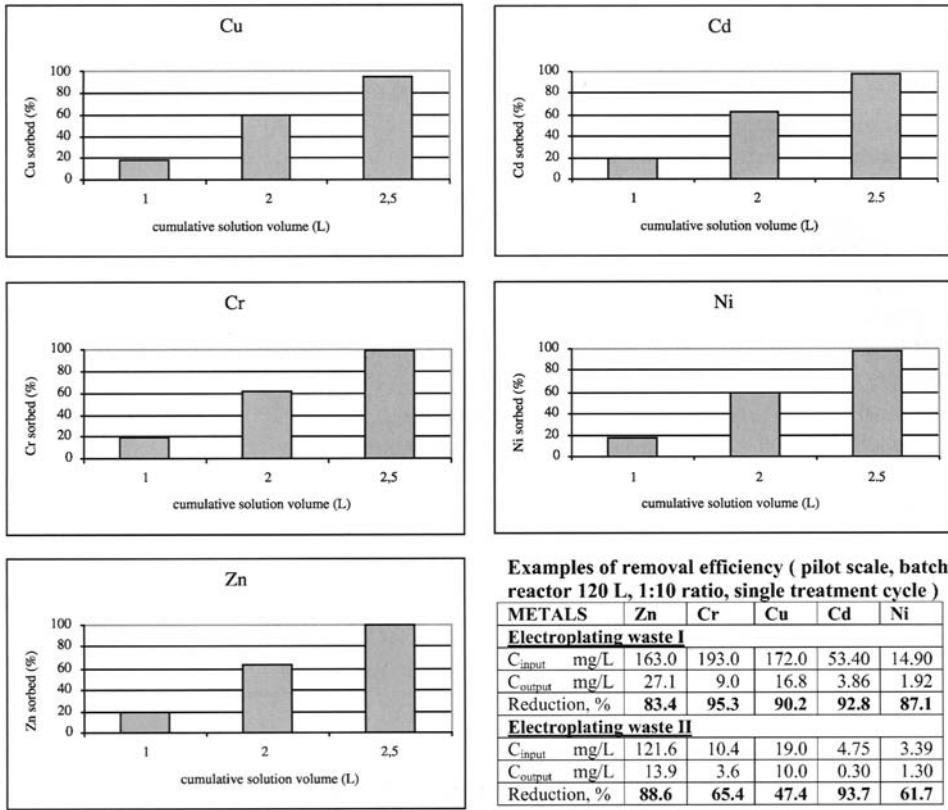 Cu
100
80
60
40
20
0
Cu sorbed (%)
1 2 2,5
cumulative solution volume (L)
Cd
100
80
60
40
20
0
Cd sorbed (%)
1 2 2.5
cumulative solution volume (L)
Cr
100
80
60
40
20
0
Cr sorbed (%)
1 2 2,5
cumulative solution volume (L)
Ni
100
80
60
40
20
0
Ni sorbed (%)
1 2 2.5
cumulative solution volume (L)
Zn
100
80
60
40
20
0
Zn sorbed (%)
1 2 2,5
cumulative solution volume (L)
Examples of removal efficiency ( pilot scale, batch
reactor 120 L, 1:10 ratio, single treatment cycle )
METALS Zn Cr Cu Cd Ni
Electroplating waste I
Cinput mg/L 163.0 193.0 172.0 53.40 14.90
Coutput mg/L 27.1 9.0 16.8 3.86 1.92
Reduction, % 83.4 95.3 90.2 92.8 87.1
Electroplating waste II
Cinput mg/L 121.6 10.4 19.0 4.75 3.39
Coutput mg/L 13.9 3.6 10.0 0.30 1.30
Reduction, % 88.6 65.4 47.4 93.7 61.7